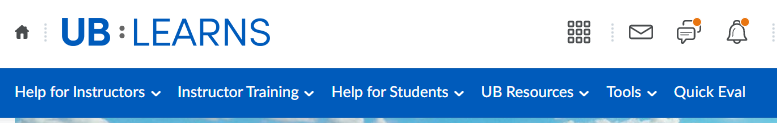 UB:LEARNS
Help for Instructors Instructor Training Help for Students UB Resources Tools Quick Eval